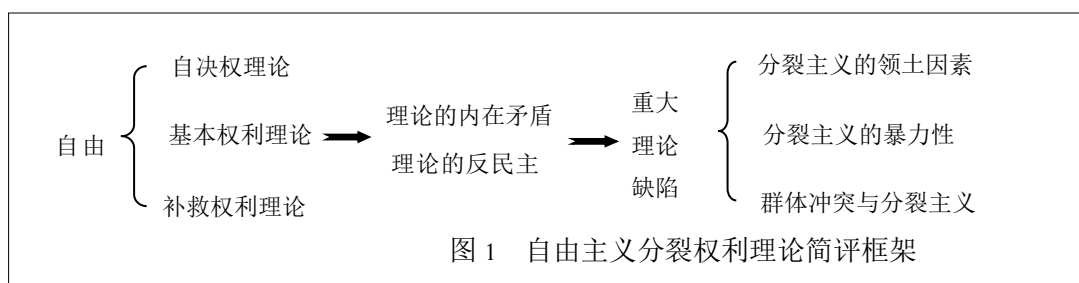 自由
自决权理论
基本权利理论
补救权利理论
理论的内在矛盾
理论的反民主
重大
理论
缺陷
分裂主义的领土因素
分裂主义的暴力性
群体冲突与分裂主义
图 1 自由主义分裂权利理论简评框架